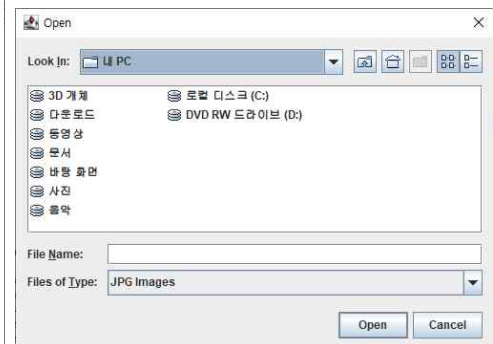 Open
Look In: 내 PC
3D 개체
다운로드
동영상
문서
바탕 화면
사진
음악
로컬 디스크 (C:)
DVD RW 드라이브 (D:)
File Name:
Files of Type: JPG Images
Open Cancel